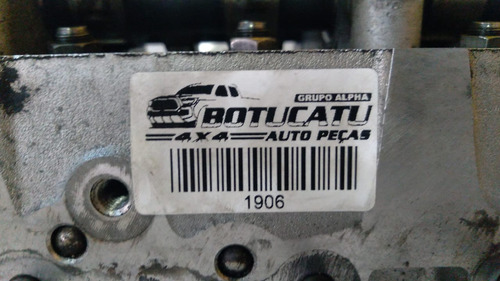 GRUPO ALPHA
BOTUCATU
4X4 AUTO PEÇAS
1906